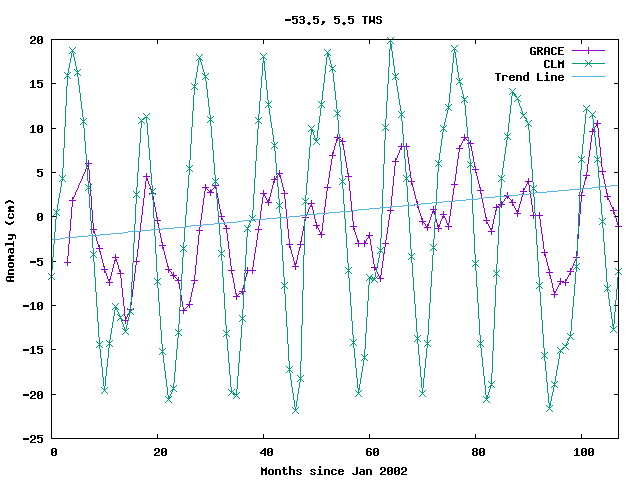 -53.5, 5.5 TWS
GRACE
CLM
Trend Line
20
15
10
5
0
-5
-10
-15
-20
-25
Anomaly (cm)
0 20 40 60 80 100
Months since Jan 2002